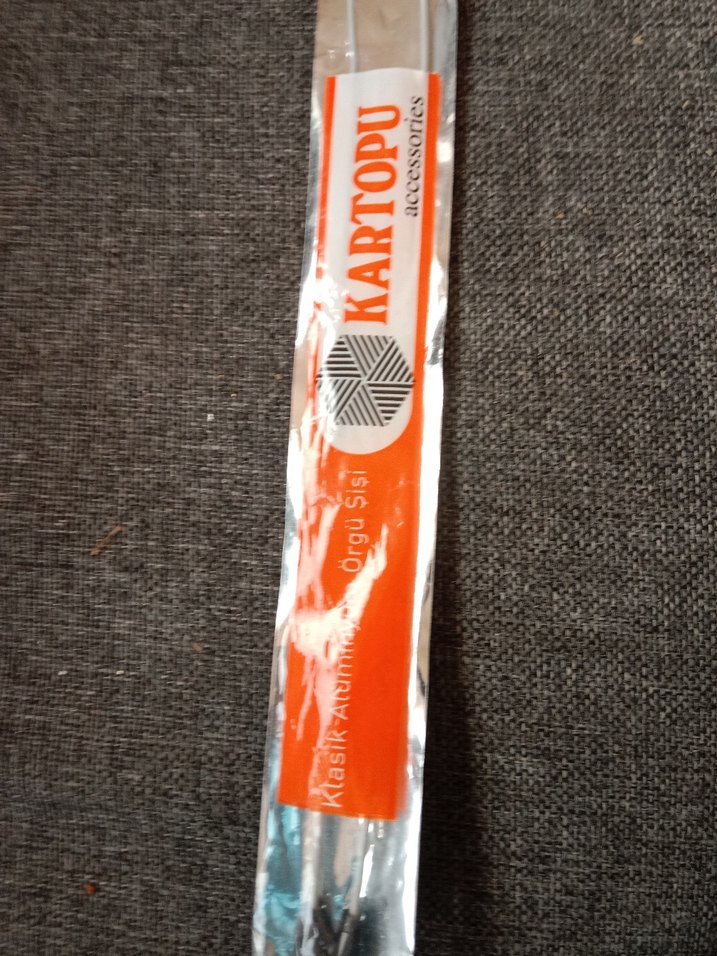 KARTOPU
accessories
Klasik-Alüminyum Örgü Şişi